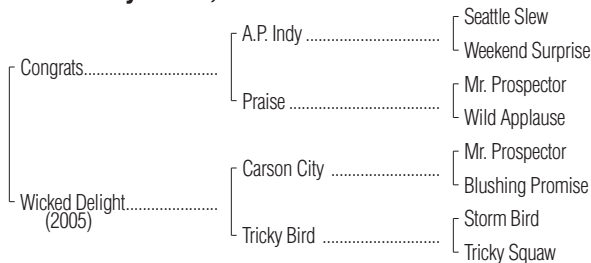 Seattle Slew
A.P. Indy ................................
Weekend Surprise
Congrats................................
Mr. Prospector
Praise ....................................
Wild Applause
Mr. Prospector
Carson City ..........................
Blushing Promise
Wicked Delight......................
(2005)
Storm Bird
Tricky Bird ............................
Tricky Squaw